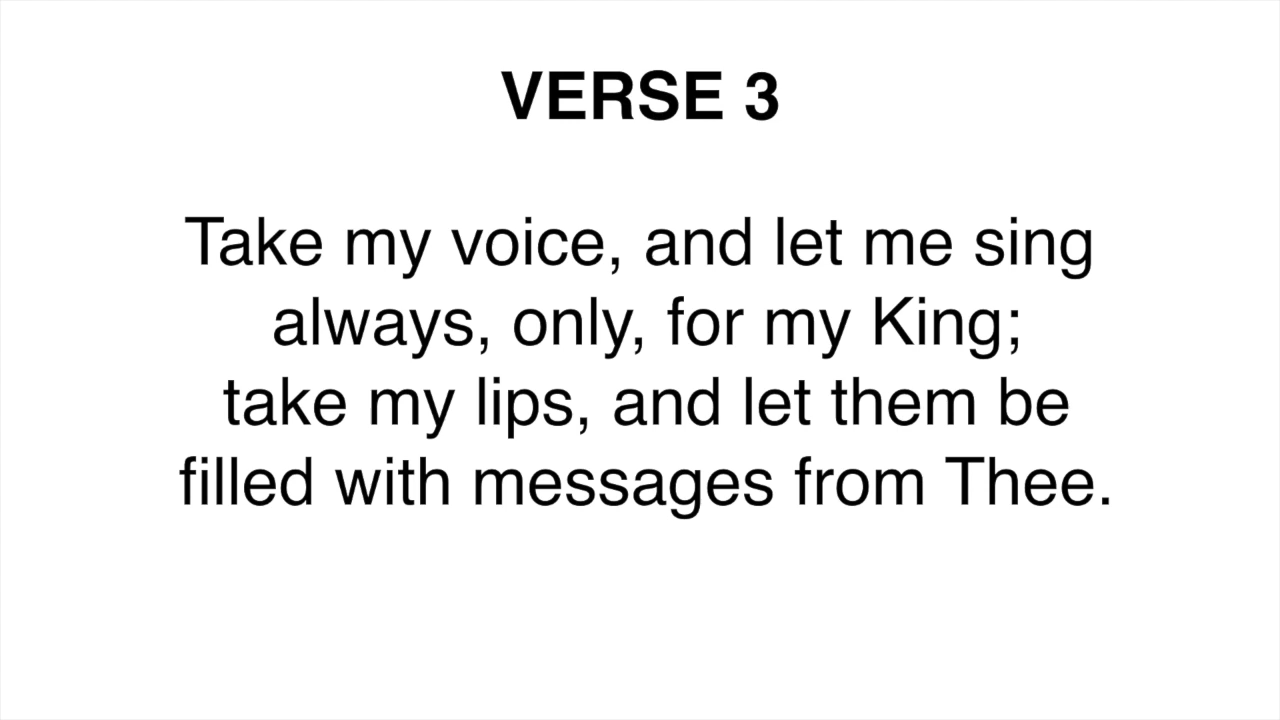 VERSE 3
Take my voice, and let me sing
always, only, for my King;
take my lips, and let them be
filled with messages from Thee.